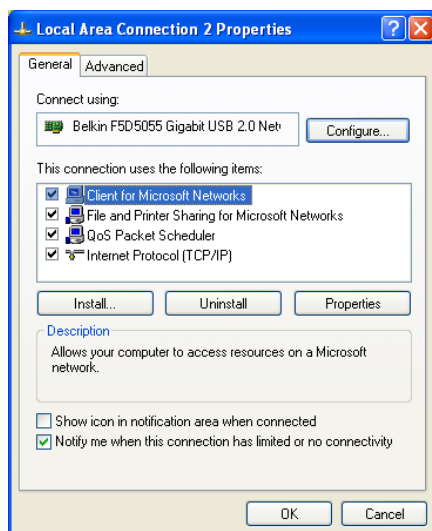 Local Area Connection 2 Properties
General
Advanced
Connect using:
Belkin F5D5055 Gigabit USB 2.0 Net
Configure...
This connection uses the following items:
Client for Microsoft Networks
File and Printer Sharing for Microsoft Networks
QoS Packet Scheduler
Internet Protocol (TCP/IP)
Install...
Uninstall
Properties
Description
Allows your computer to access resources on a Microsoft
network.
Show icon in notification area when connected
Notify me when this connection has limited or no connectivity
OK
Cancel